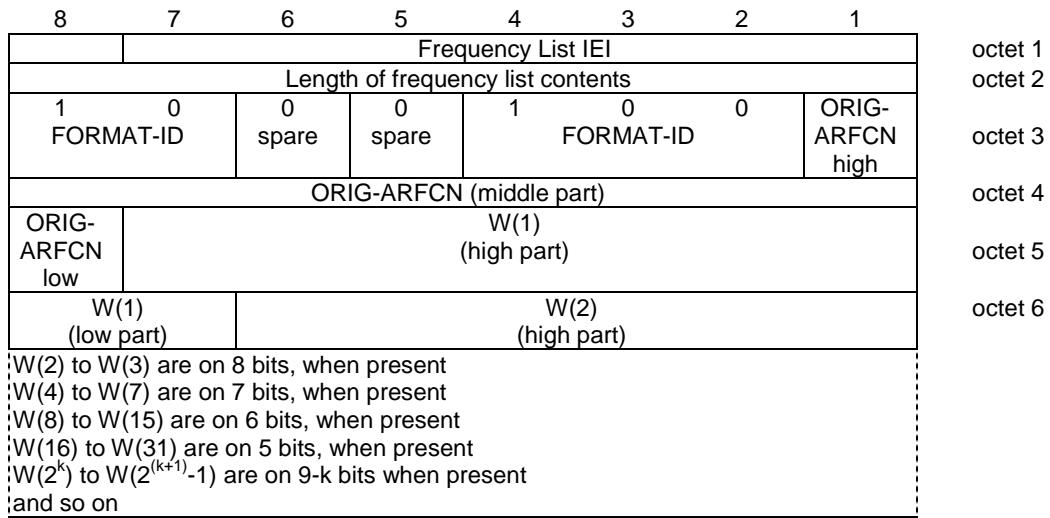 8 7 6 5 4 3 2 1
Frequency List IEI octet 1
Length of frequency list contents octet 2
1 0 0 0 1 0 0 ORIG-
FORMAT-ID spare spare FORMAT-ID ARFCN octet 3
high
ORIG-ARFCN (middle part) octet 4
ORIG- W(1)
ARFCN (high part) octet 5
low
W(1) W(2) octet 6
(low part) (high part)
W(2) to W(3) are on 8 bits, when present
W(4) to W(7) are on 7 bits, when present
W(8) to W(15) are on 6 bits, when present
W(16) to W(31) are on 5 bits, when present
W(2^k) to W(2^(k+1)-1) are on 9-k bits when present
and so on